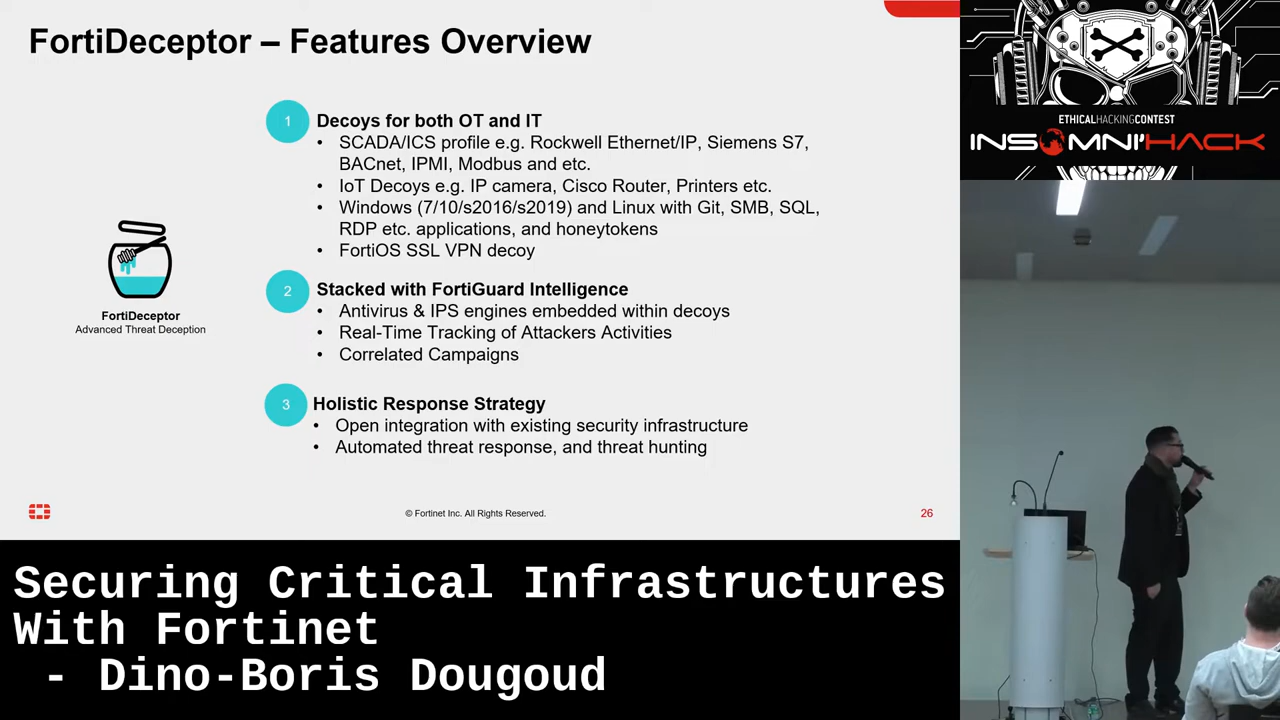 FortiDeceptor – Features Overview
1
Decoys for both OT and IT
• SCADA/ICS profile e.g. Rockwell Ethernet/IP, Siemens S7,
BACnet, IPMI, Modbus and etc.
• IoT Decoys e.g. IP camera, Cisco Router, Printers etc.
• Windows (7/10/s2016/s2019) and Linux with Git, SMB, SQL,
RDP etc. applications, and honeytokens
• FortiOS SSL VPN decoy
FortiDeceptor
Advanced Threat Deception
2
Stacked with FortiGuard Intelligence
• Antivirus & IPS engines embedded within decoys
• Real-Time Tracking of Attackers Activities
• Correlated Campaigns
3
Holistic Response Strategy
• Open integration with existing security infrastructure
• Automated threat response, and threat hunting
© Fortinet Inc. All Rights Reserved.
26
ETHICALHACKINGCONTEST
INSOMNI'HACK
Securing Critical Infrastructures
With Fortinet
- Dino-Boris Dougoud